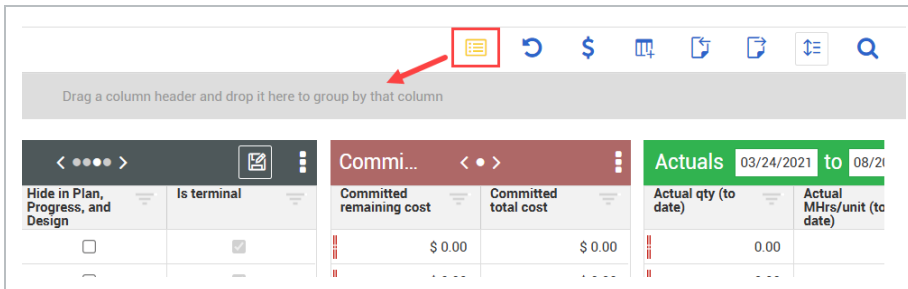 Drag a column header and drop it here to group by that column
Commi...
Actuals 03/24/2021 to 08/20
Hide in Plan,
Progress, and
Design
Is terminal
Committed
remaining cost
Committed
total cost
Actual qty (to
date)
Actual
MHrs/unit (to
date)
$ 0.00
$ 0.00
0.00